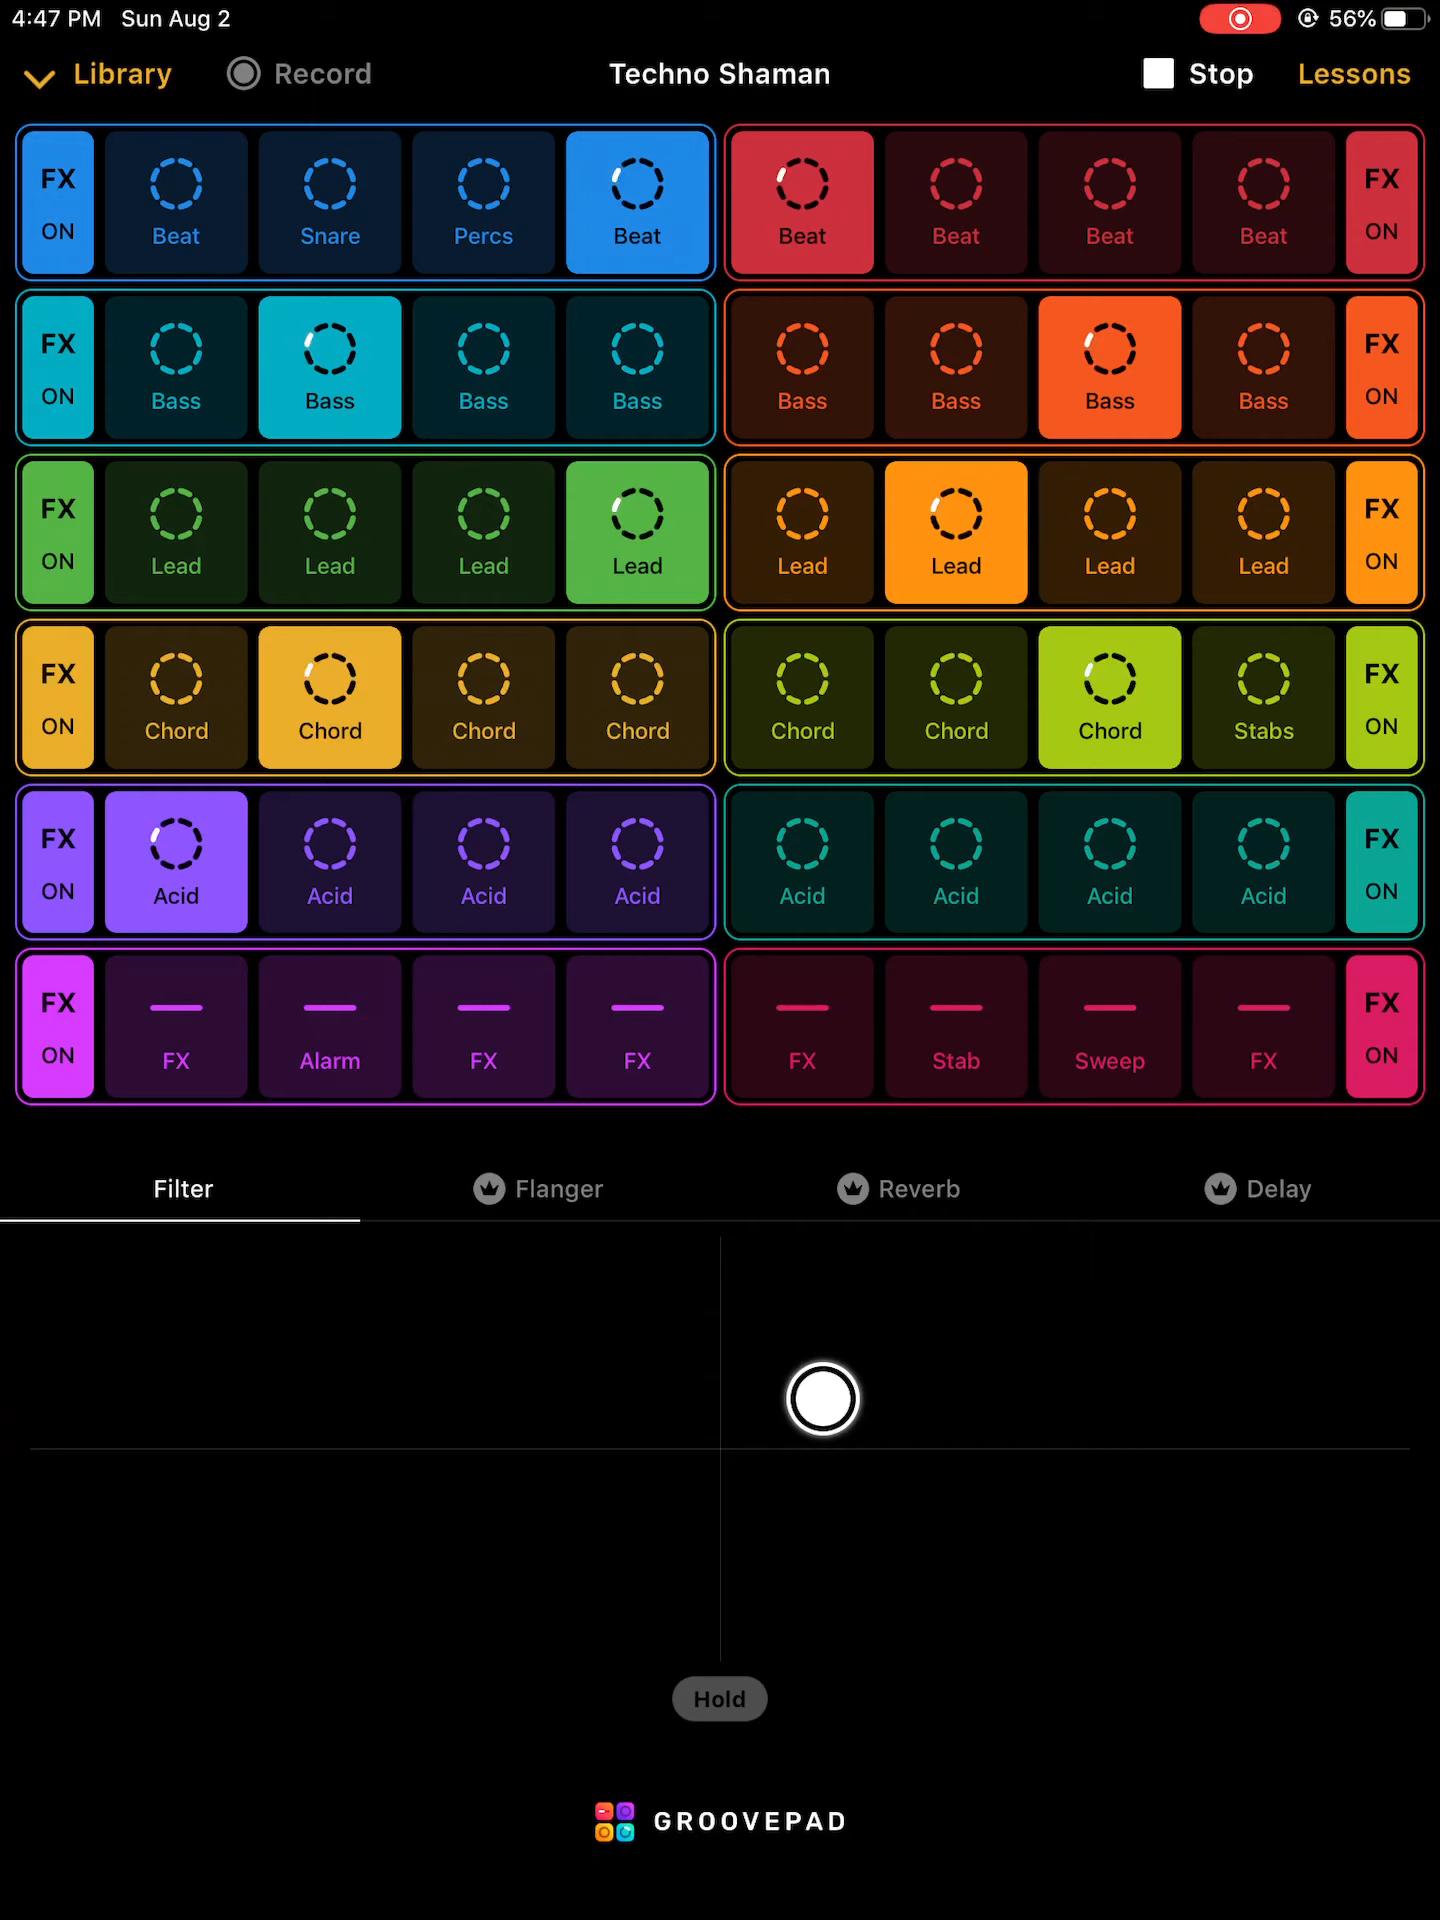 4:47 PM Sun Aug 2 56%
Library Record Techno Shaman Stop Lessons
FX Beat Snare Percs Beat Beat Beat Beat Beat FX
ON ON
FX Bass Bass Bass Bass Bass Bass Bass Bass FX
ON ON
FX Lead Lead Lead Lead Lead Lead Lead Lead FX
ON ON
FX Chord Chord Chord Chord Chord Chord Chord Stabs FX
ON ON
FX Acid Acid Acid Acid Acid Acid Acid Acid FX
ON ON
FX FX Alarm FX FX FX Stab Sweep FX FX
ON ON
Filter Flanger Reverb Delay
Hold
GROOVEPAD